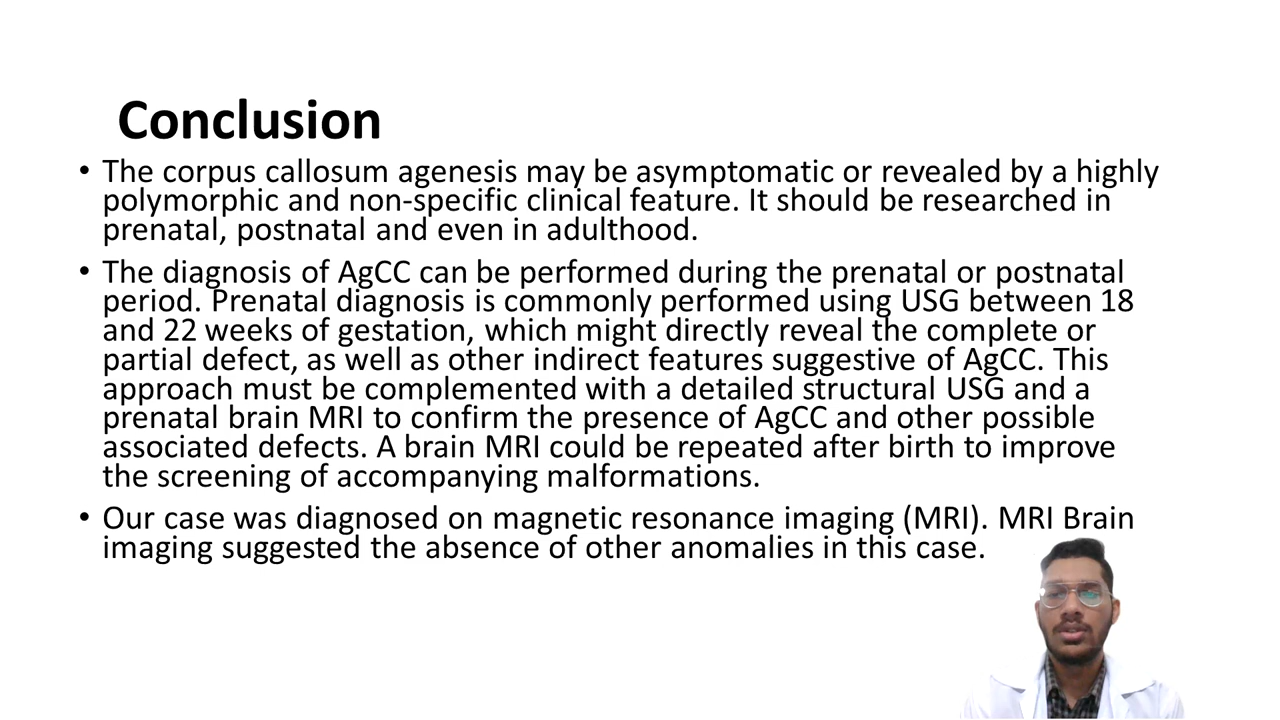 Conclusion
• The corpus callosum agenesis may be asymptomatic or revealed by a highly
polymorphic and non-specific clinical feature. It should be researched in
prenatal, postnatal and even in adulthood.
• The diagnosis of AgCC can be performed during the prenatal or postnatal
period. Prenatal diagnosis is commonly performed using USG between 18
and 22 weeks of gestation, which might directly reveal the complete or
partial defect, as well as other indirect features suggestive of AgCC. This
approach must be complemented with a detailed structural USG and a
prenatal brain MRI to confirm the presence of AgCC and other possible
associated defects. A brain MRI could be repeated after birth to improve
the screening of accompanying malformations.
• Our case was diagnosed on magnetic resonance imaging (MRI). MRI Brain
imaging suggested the absence of other anomalies in this case.